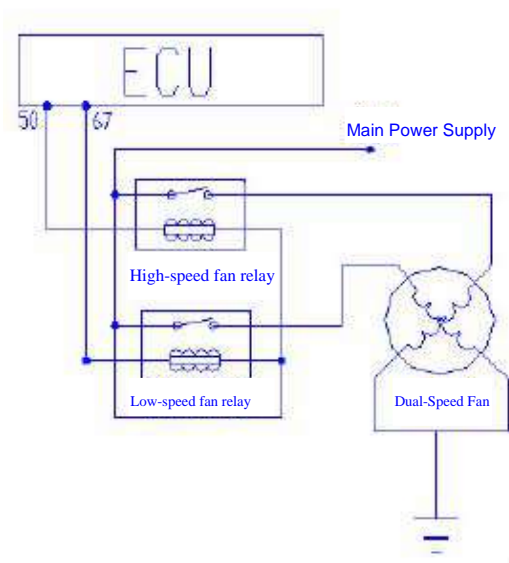 ECU
50 67
Main Power Supply
High-speed fan relay
Low-speed fan relay
Dual-Speed Fan